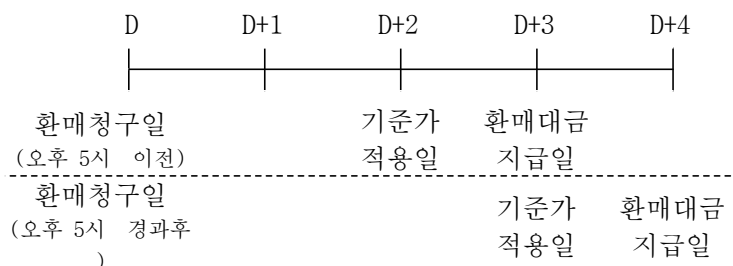 D D+1 D+2 D+3 D+4
환매청구일 기준가 환매대금
(오후 5시 이전) 적용일 지급일
환매청구일 기준가 환매대금
(오후 5시 경과후 적용일 지급일
)